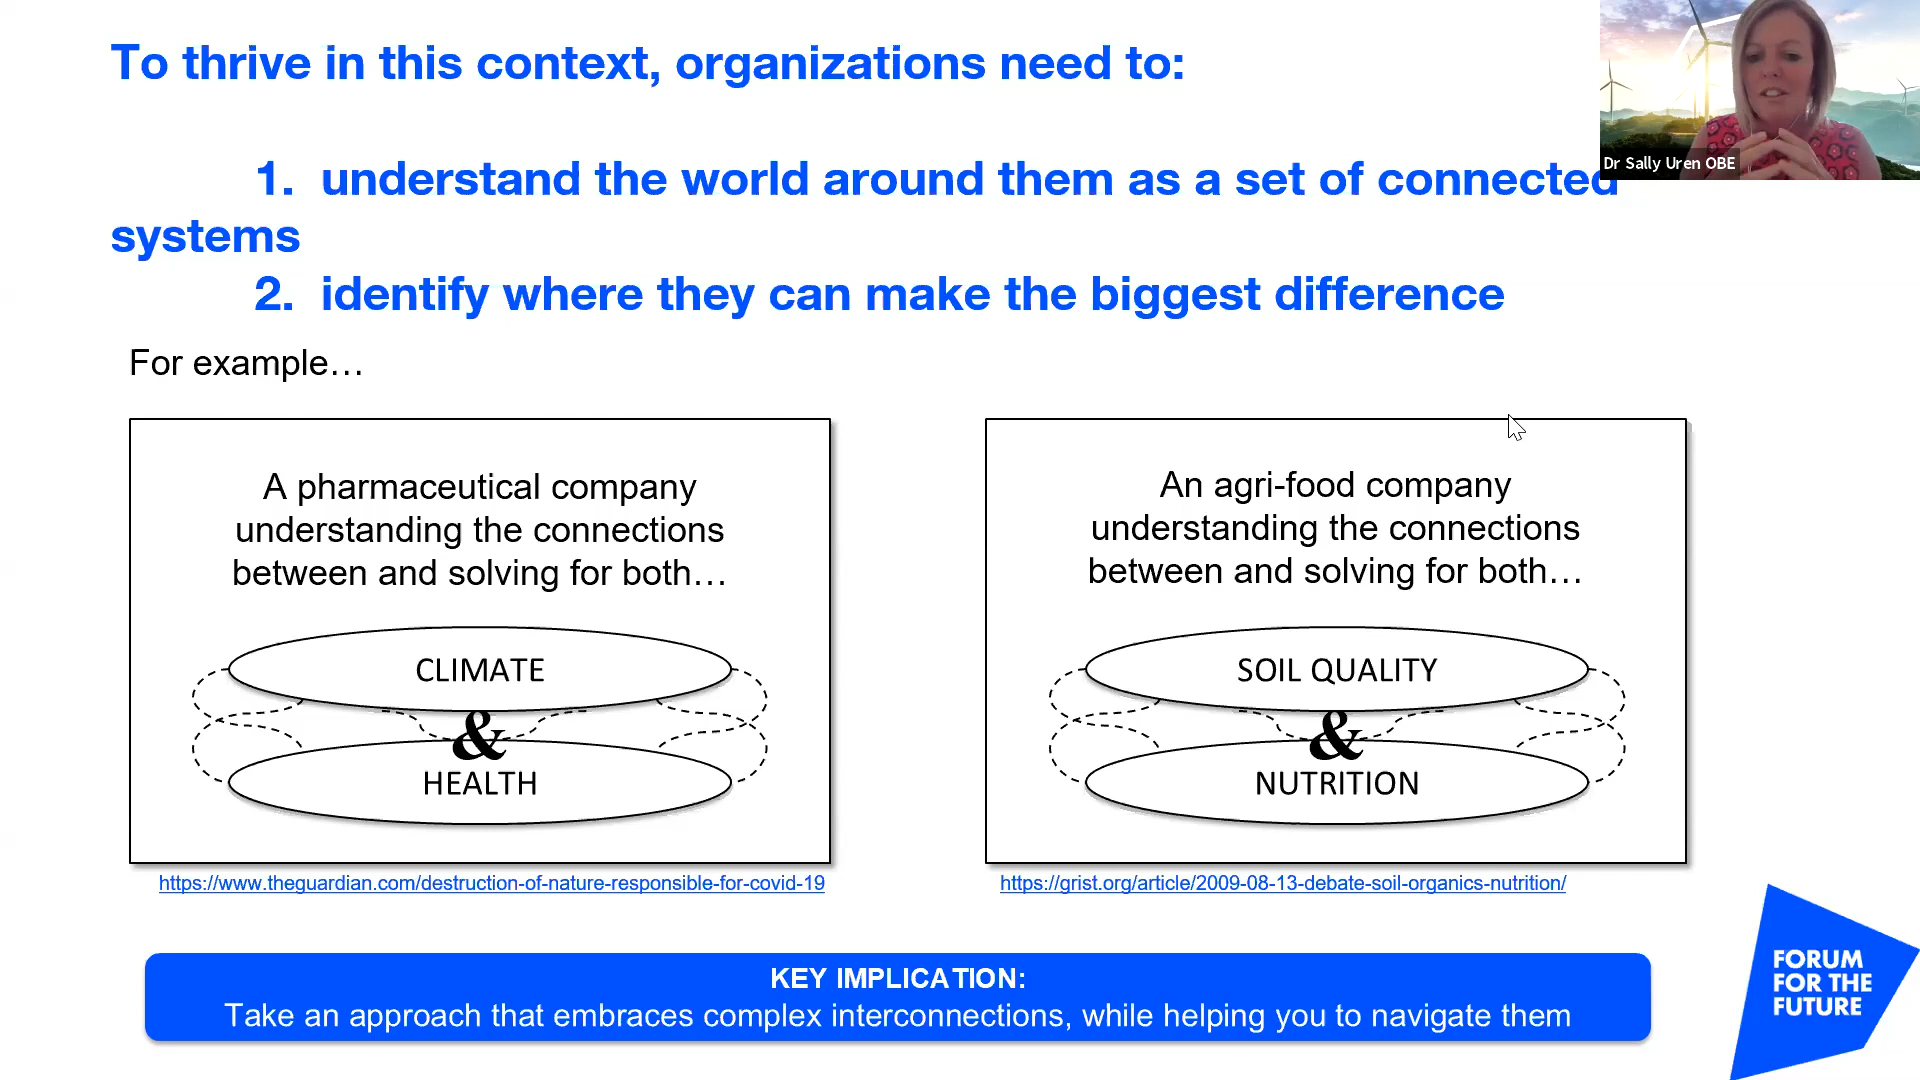 To thrive in this context, organizations need to:
1. understand the world around them as a set of connected
systems
2. identify where they can make the biggest difference
Dr Sally Uren OBE
For example…
A pharmaceutical company
understanding the connections
between and solving for both…
CLIMATE
&
HEALTH
https://www.theguardian.com/destruction-of-nature-responsible-for-covid-19
An agri-food company
understanding the connections
between and solving for both…
SOIL QUALITY
&
NUTRITION
https://grist.org/article/2009-08-13-debate-soil-organics-nutrition/
KEY IMPLICATION:
Take an approach that embraces complex interconnections, while helping you to navigate them
FORUM
FOR THE
FUTURE